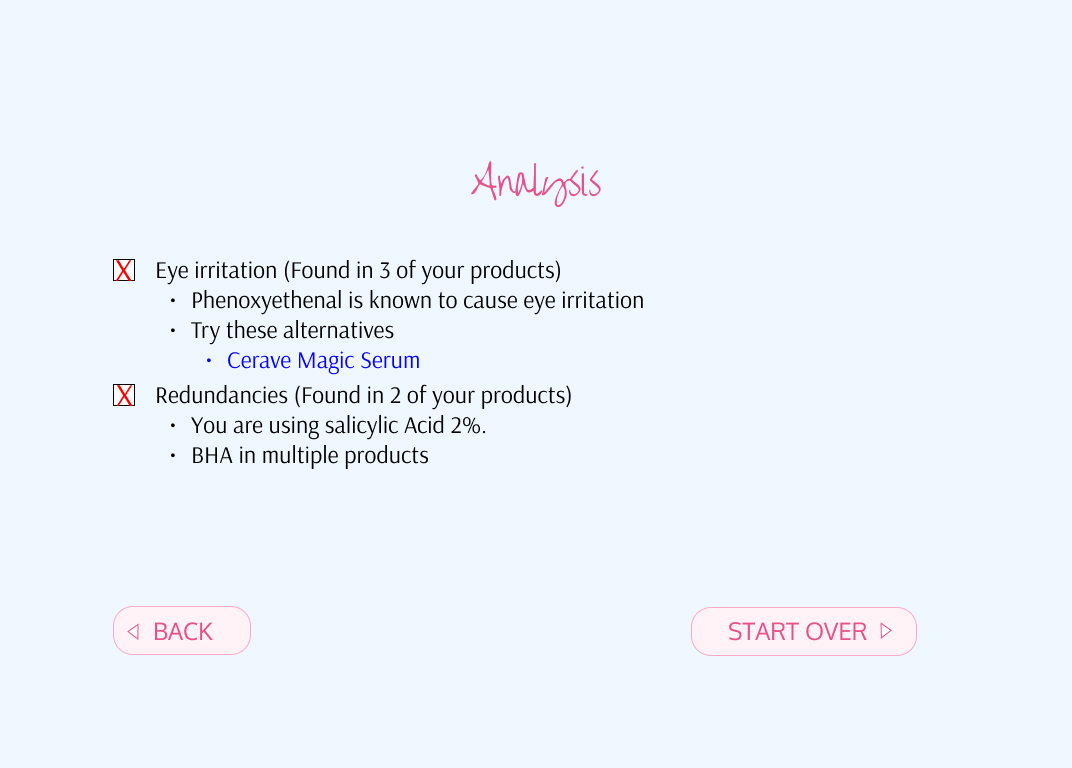 Analysis
X Eye irritation (Found in 3 of your products)
• Phenoxyethenal is known to cause eye irritation
• Try these alternatives
• Cerave Magic Serum
X Redundancies (Found in 2 of your products)
• You are using salicylic Acid 2%.
• BHA in multiple products
BACK
START OVER